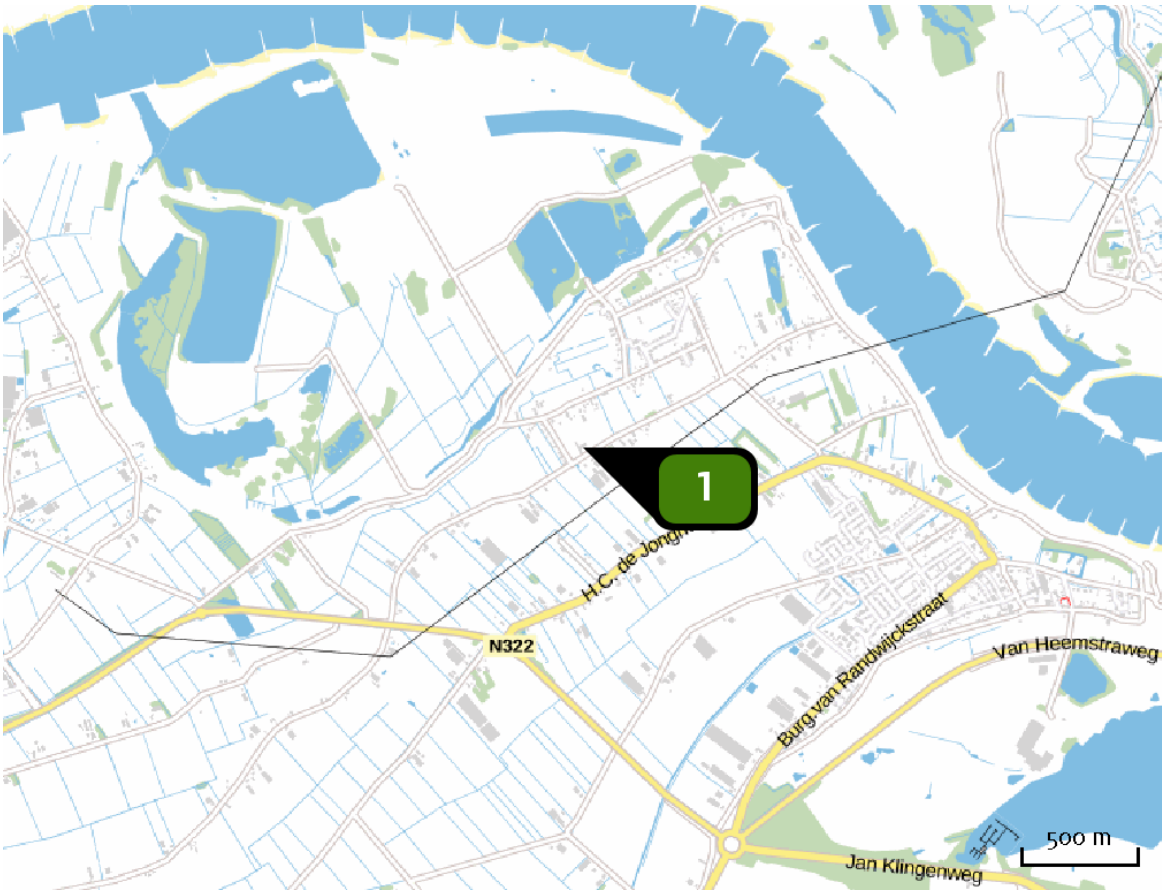 1
H.C. de Jongh
N322
Burg.van Randwijckstraat
Van Heemstraweg
500 m
Jan Klingenweg